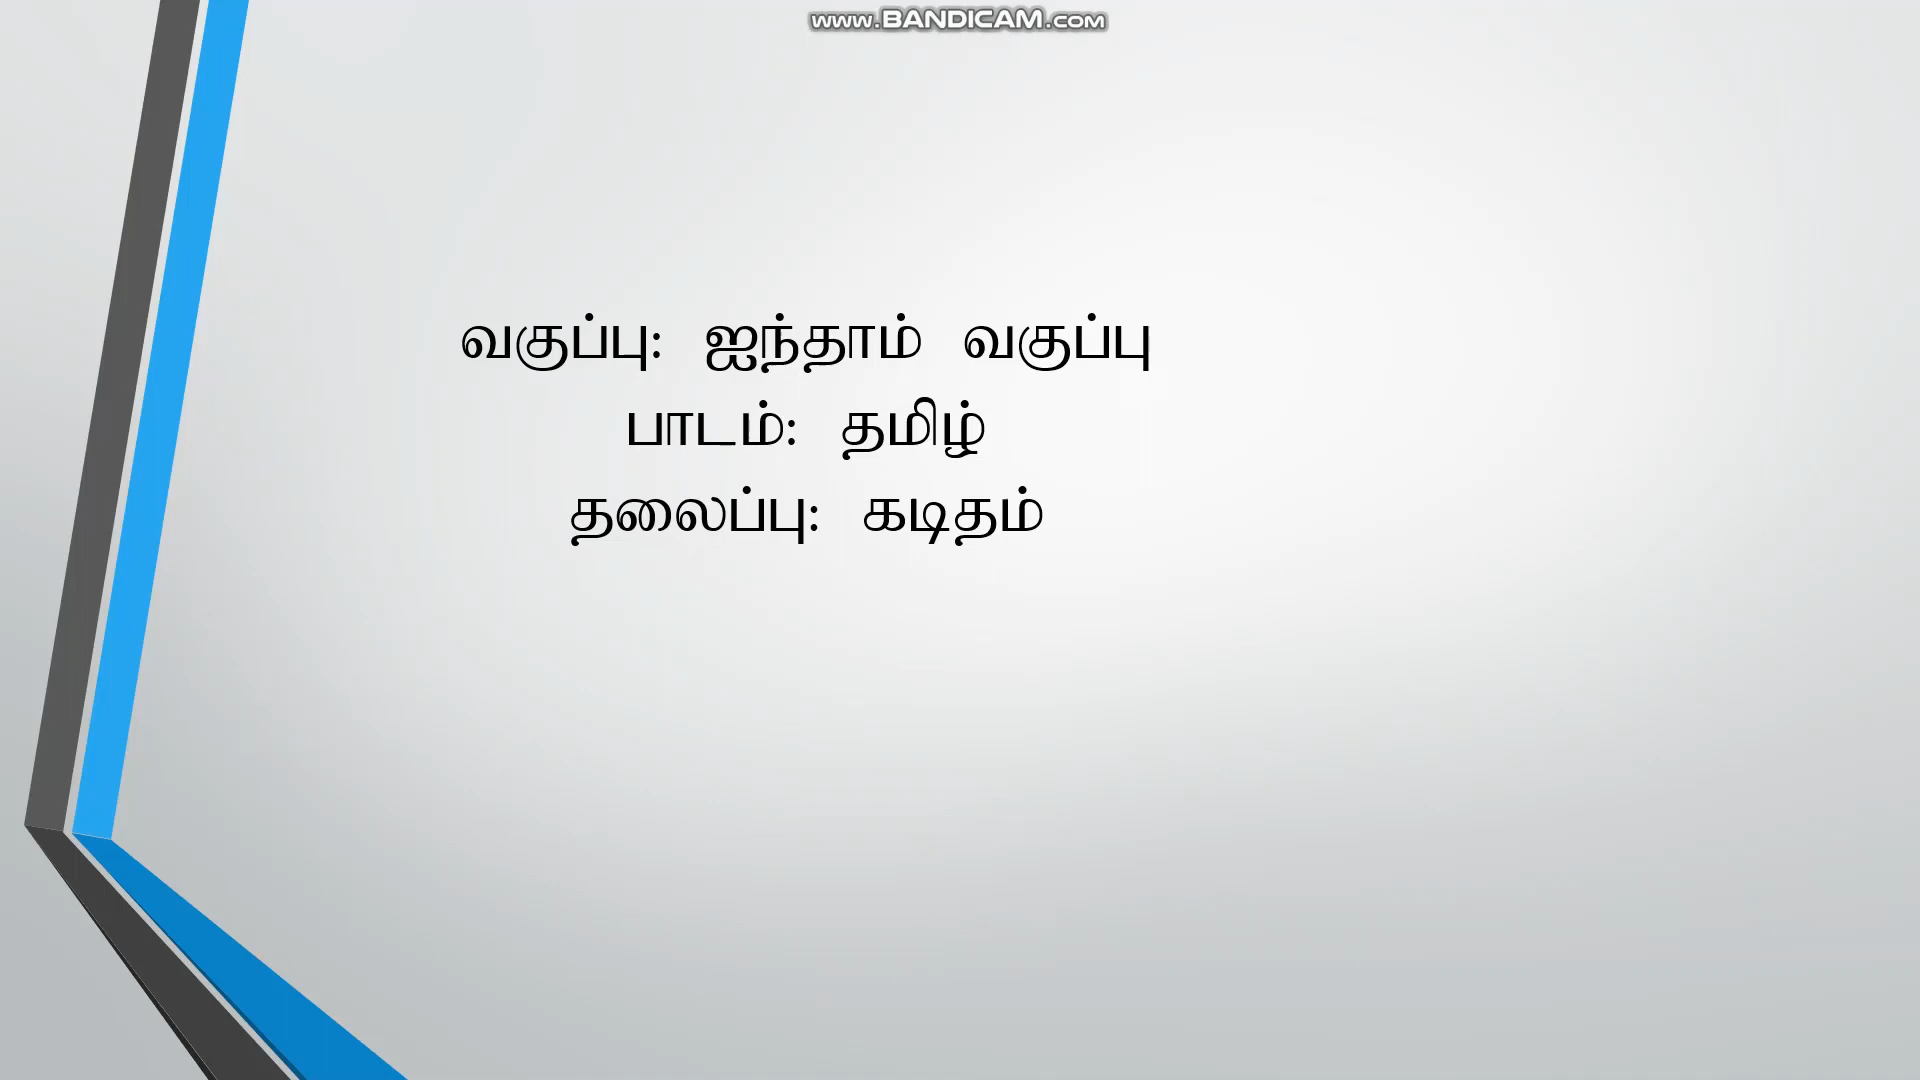 www.BANDICAM.com
வகுப்பு: ஐந்தாம் வகுப்பு
பாடம்: தமிழ்
தலைப்பு: கடிதம்